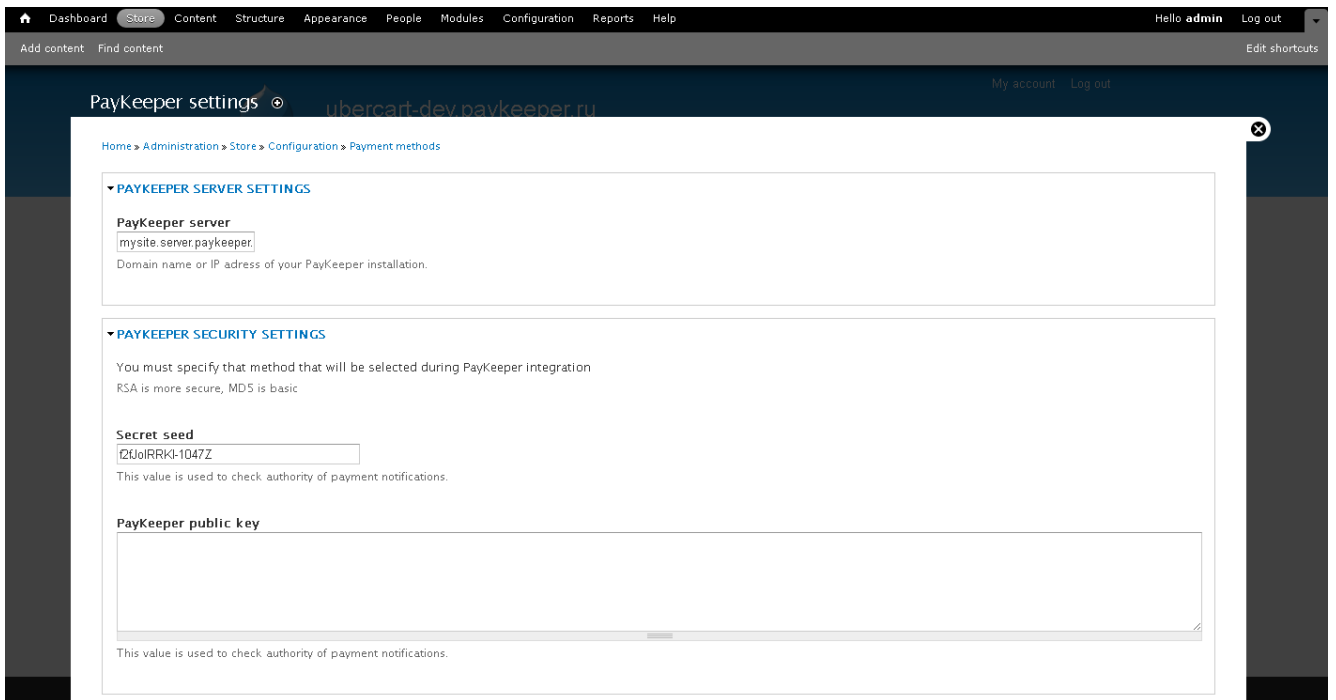 Dashboard Store Content Structure Appearance People Modules Configuration Reports Help Hello admin Log out
Add content Find content Edit shortcuts
My account Log out
PayKeeper settings
ubercart-dev.paykeeper.ru
Home » Administration » Store » Configuration » Payment methods
PAYKEEPER SERVER SETTINGS
PayKeeper server
mysite.server.paykeeper.
Domain name or IP adress of your PayKeeper installation.
PAYKEEPER SECURITY SETTINGS
You must specify that method that will be selected during PayKeeper integration
RSA is more secure, MD5 is basic
Secret seed
This value is used to check authority of payment notifications.
PayKeeper public key
This value is used to check authority of payment notifications.